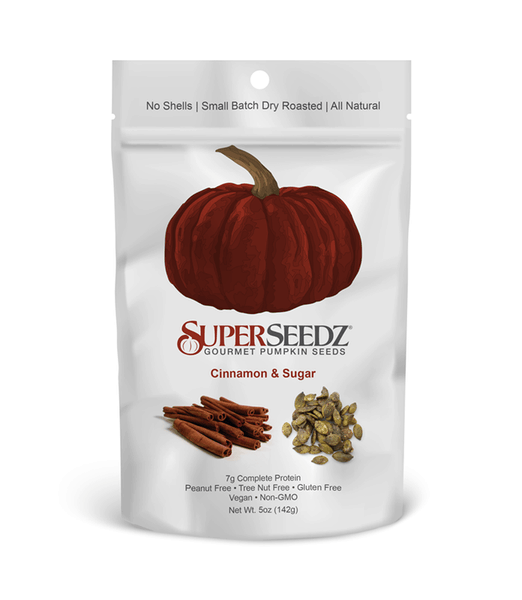 No Shells | Small Batch Dry Roasted | All Natural
SUPERSEEDZ®
GOURMET PUMPKIN SEEDS
Cinnamon & Sugar
7g Complete Protein
Peanut Free • Tree Nut Free • Gluten Free
Vegan • Non-GMO
Net Wt. 5oz (142g)